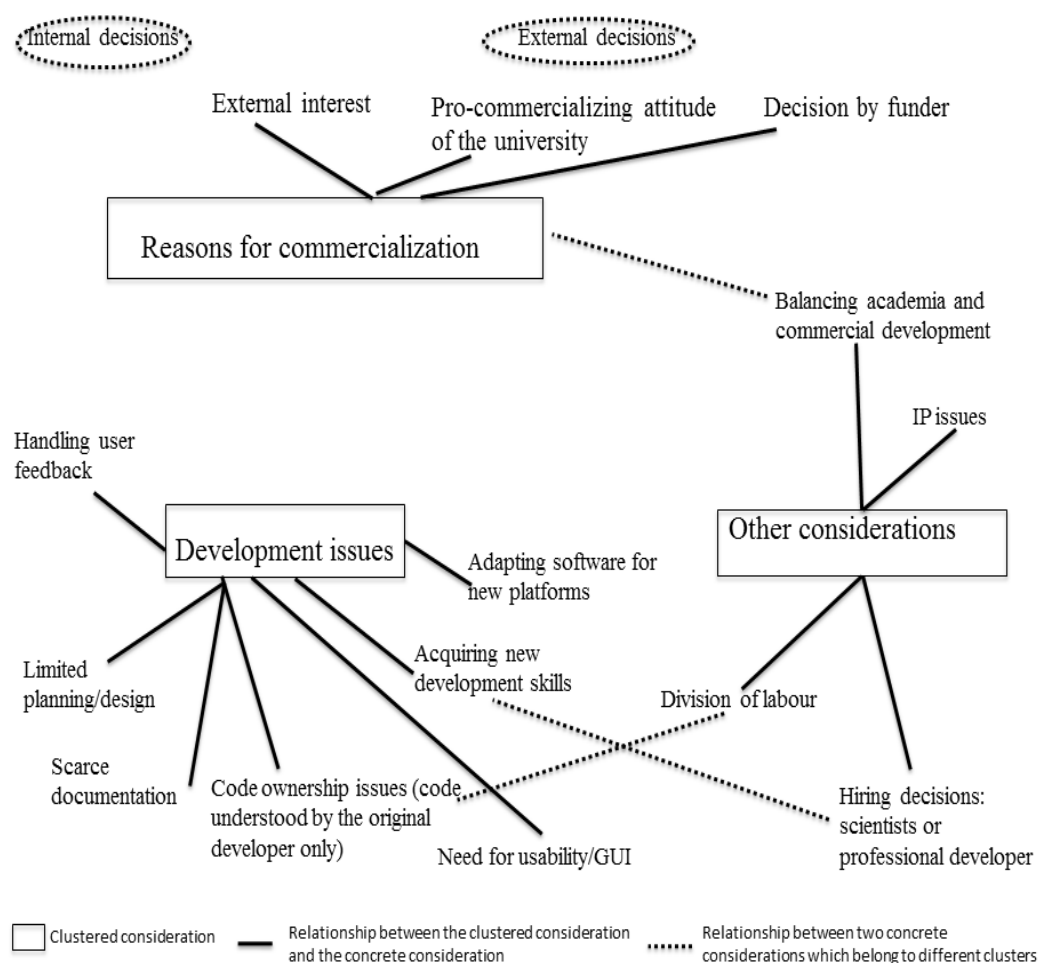 Internal decisions
External decisions
External interest
Pro-commercializing attitude
of the university
Decision by funder
Reasons for commercialization
Balancing academia and
commercial development
IP issues
Handling user
feedback
Development issues
Other considerations
Adapting software for
new platforms
Limited
planning/design
Acquiring new
development skills
Division of labour
Scarce
documentation
Code ownership issues (code
understood by the original
developer only)
Need for usability/GUI
Hiring decisions:
scientists or
professional developer
Clustered consideration
Relationship between the clustered consideration
and the concrete consideration
Relationship between two concrete
considerations which belong to different clusters